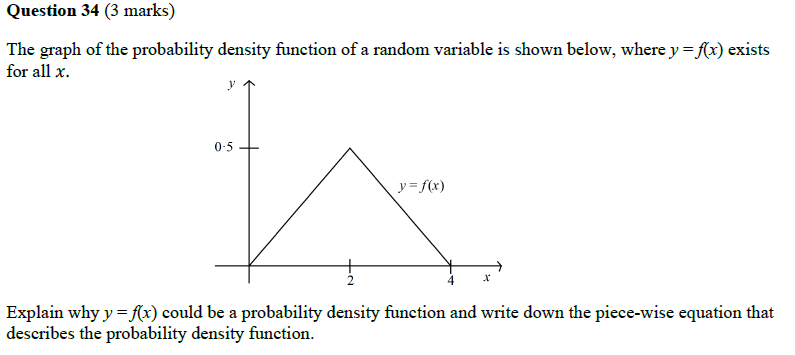 Question 34 (3 marks)
The graph of the probability density function of a random variable is shown below, where y = f(x) exists
for all x.
y
0·5
y = f(x)
2
4
x
Explain why y = f(x) could be a probability density function and write down the piece-wise equation that
describes the probability density function.